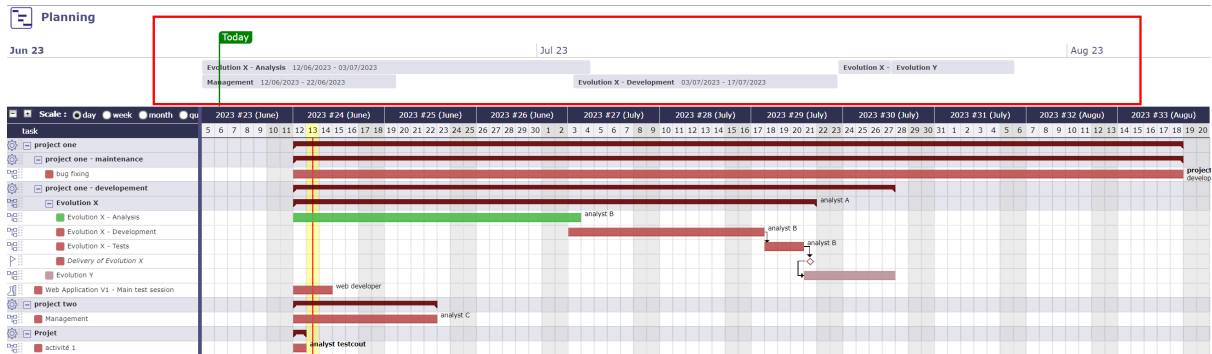 Planning
Today
Jun 23 Jul 23 Aug 23
Evolution X - Analysis 12/06/2023 - 03/07/2023 Evolution X - Evolution Y
Management 12/06/2023 - 22/06/2023 Evolution X - Development 03/07/2023 - 17/07/2023
Scale : day week month qu 2023 #23 (June) 2023 #24 (June) 2023 #25 (June) 2023 #26 (June) 2023 #27 (July) 2023 #28 (July) 2023 #29 (July) 2023 #30 (July) 2023 #31 (July) 2023 #32 (Augu) 2023 #33 (Augu)
task 5 6 7 8 9 10 11 12 13 14 15 16 17 18 19 20 21 22 23 24 25 26 27 28 29 30 1 2 3 4 5 6 7 8 9 10 11 12 13 14 15 16 17 18 19 20 21 22 23 24 25 26 27 28 29 30 31 1 2 3 4 5 6 7 8 9 10 11 12 13 14 15 16 17 18 19 20
project one
project one - maintenance
bug fixing project
develop
project one - developement
Evolution X analyst A
Evolution X - Analysis analyst B
Evolution X - Development analyst B
Evolution X - Tests analyst B
Delivery of Evolution X
Evolution Y
Web Application V1 - Main test session web developer
project two
Management analyst C
Projet
activité 1 analyst testcout